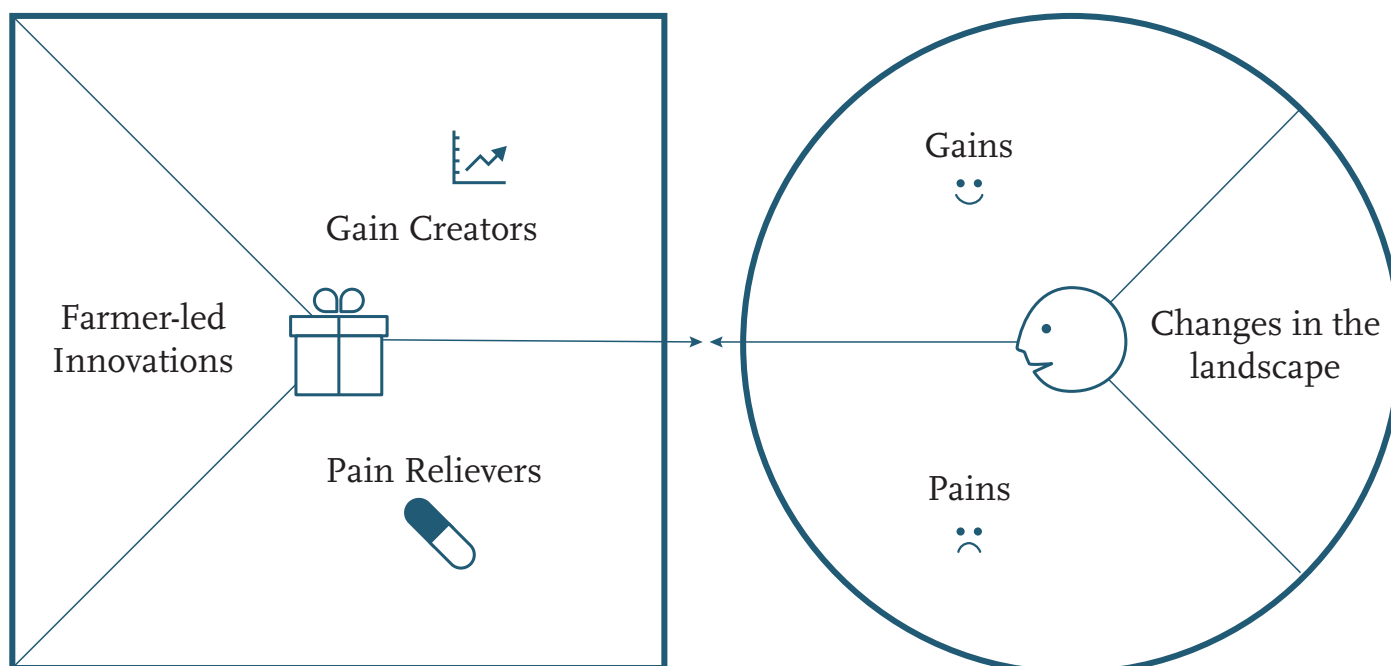 Gain Creators
Farmer-led
Innovations
Pain Relievers
Gains
Changes in the
landscape
Pains